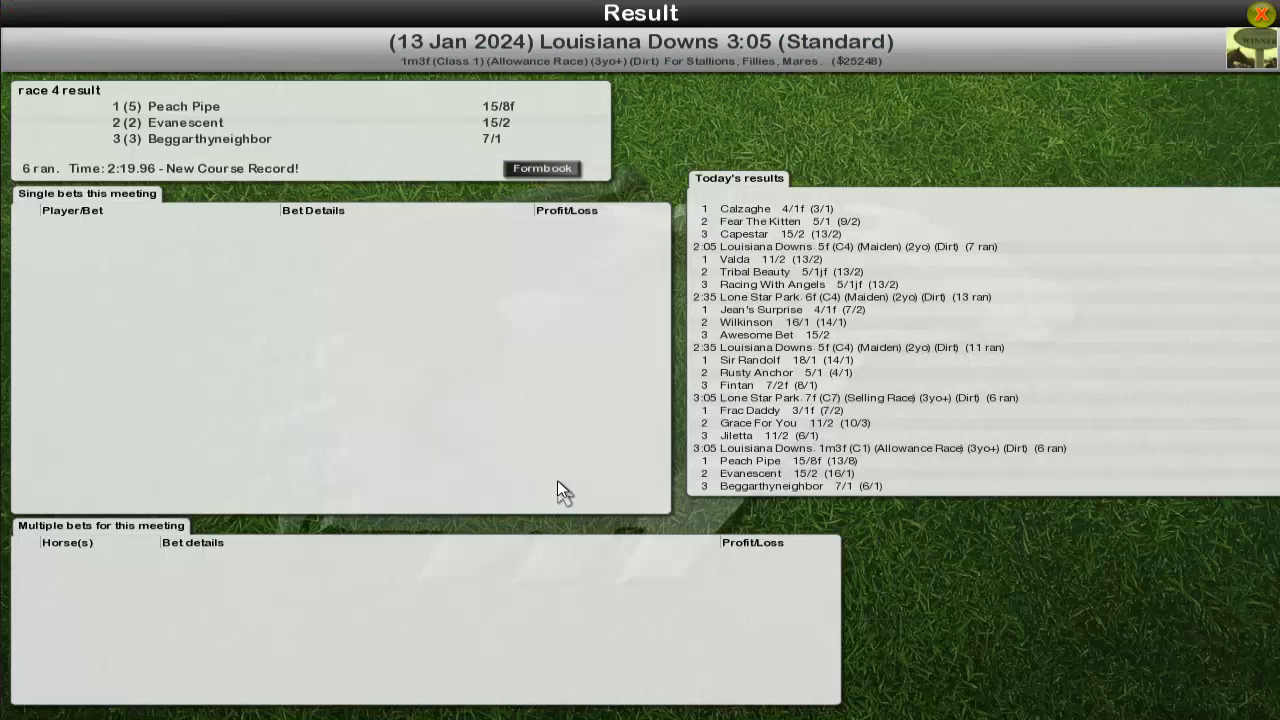 Result
(13 Jan 2024) Louisiana Downs 3:05 (Standard)
1m3f (Class 1) (Allowance Race) (3yo+) (Dirt) For Stallions, Fillies, Mares. ($25248)
WINNER
race 4 result
1 (5) Peach Pipe 15/8f
2 (2) Evanescent 15/2
3 (3) Beggarthyneighbor 7/1
6 ran. Time: 2:19.96 - New Course Record!
Formbook
Single bets this meeting
Player/Bet Bet Details Profit/Loss
Today's results
1 Calzaghe 4/1f (3/1)
2 Fear The Kitten 5/1 (9/2)
3 Capestar 15/2 (13/2)
2:05 Louisiana Downs. 5f (C4) (Maiden) (2yo) (Dirt) (7 ran)
1 Valda 11/2 (13/2)
2 Tribal Beauty 5/1jf (13/2)
3 Racing With Angels 5/1jf (13/2)
2:35 Lone Star Park. 6f (C4) (Maiden) (2yo) (Dirt) (13 ran)
1 Jean's Surprise 4/1f (7/2)
2 Wilkinson 16/1 (14/1)
3 Awesome Bet 15/2
2:35 Louisiana Downs. 5f (C4) (Maiden) (2yo) (Dirt) (11 ran)
1 Sir Randolf 18/1 (14/1)
2 Rusty Anchor 5/1 (4/1)
3 Fintan 7/2f (8/1)
3:05 Lone Star Park. 7f (C7) (Selling Race) (3yo+) (Dirt) (6 ran)
1 Frac Daddy 3/1f (7/2)
2 Grace For You 11/2 (10/3)
3 Jiletta 11/2 (6/1)
3:05 Louisiana Downs. 1m3f (C1) (Allowance Race) (3yo+) (Dirt) (6 ran)
1 Peach Pipe 15/8f (13/8)
2 Evanescent 15/2 (16/1)
3 Beggarthyneighbor 7/1 (6/1)
Multiple bets for this meeting
Horse(s) Bet details Profit/Loss